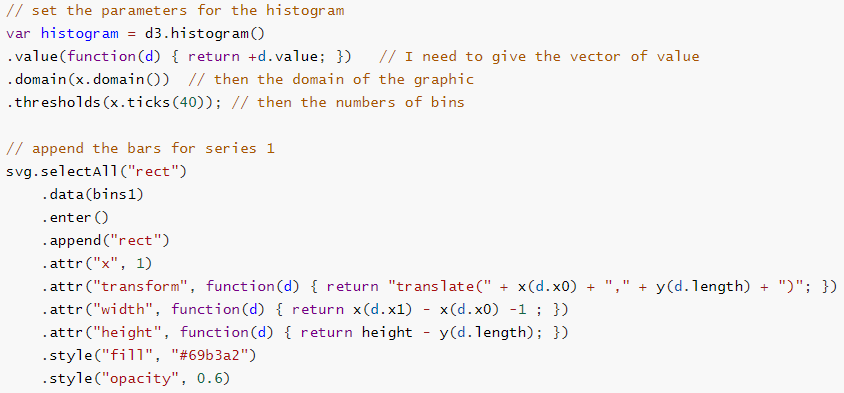 // set the parameters for the histogram
var histogram = d3.histogram()
.value(function(d) { return +d.value; })   // I need to give the vector of value
.domain(x.domain())  // then the domain of the graphic
.thresholds(x.ticks(40)); // then the numbers of bins

// append the bars for series 1
svg.selectAll("rect")
    .data(bins1)
    .enter()
    .append("rect")
    .attr("x", 1)
    .attr("transform", function(d) { return "translate(" + x(d.x0) + "," + y(d.length) + ")"; })
    .attr("width", function(d) { return x(d.x1) - x(d.x0) -1 ; })
    .attr("height", function(d) { return height - y(d.length); })
    .style("fill", "#69b3a2")
    .style("opacity", 0.6)